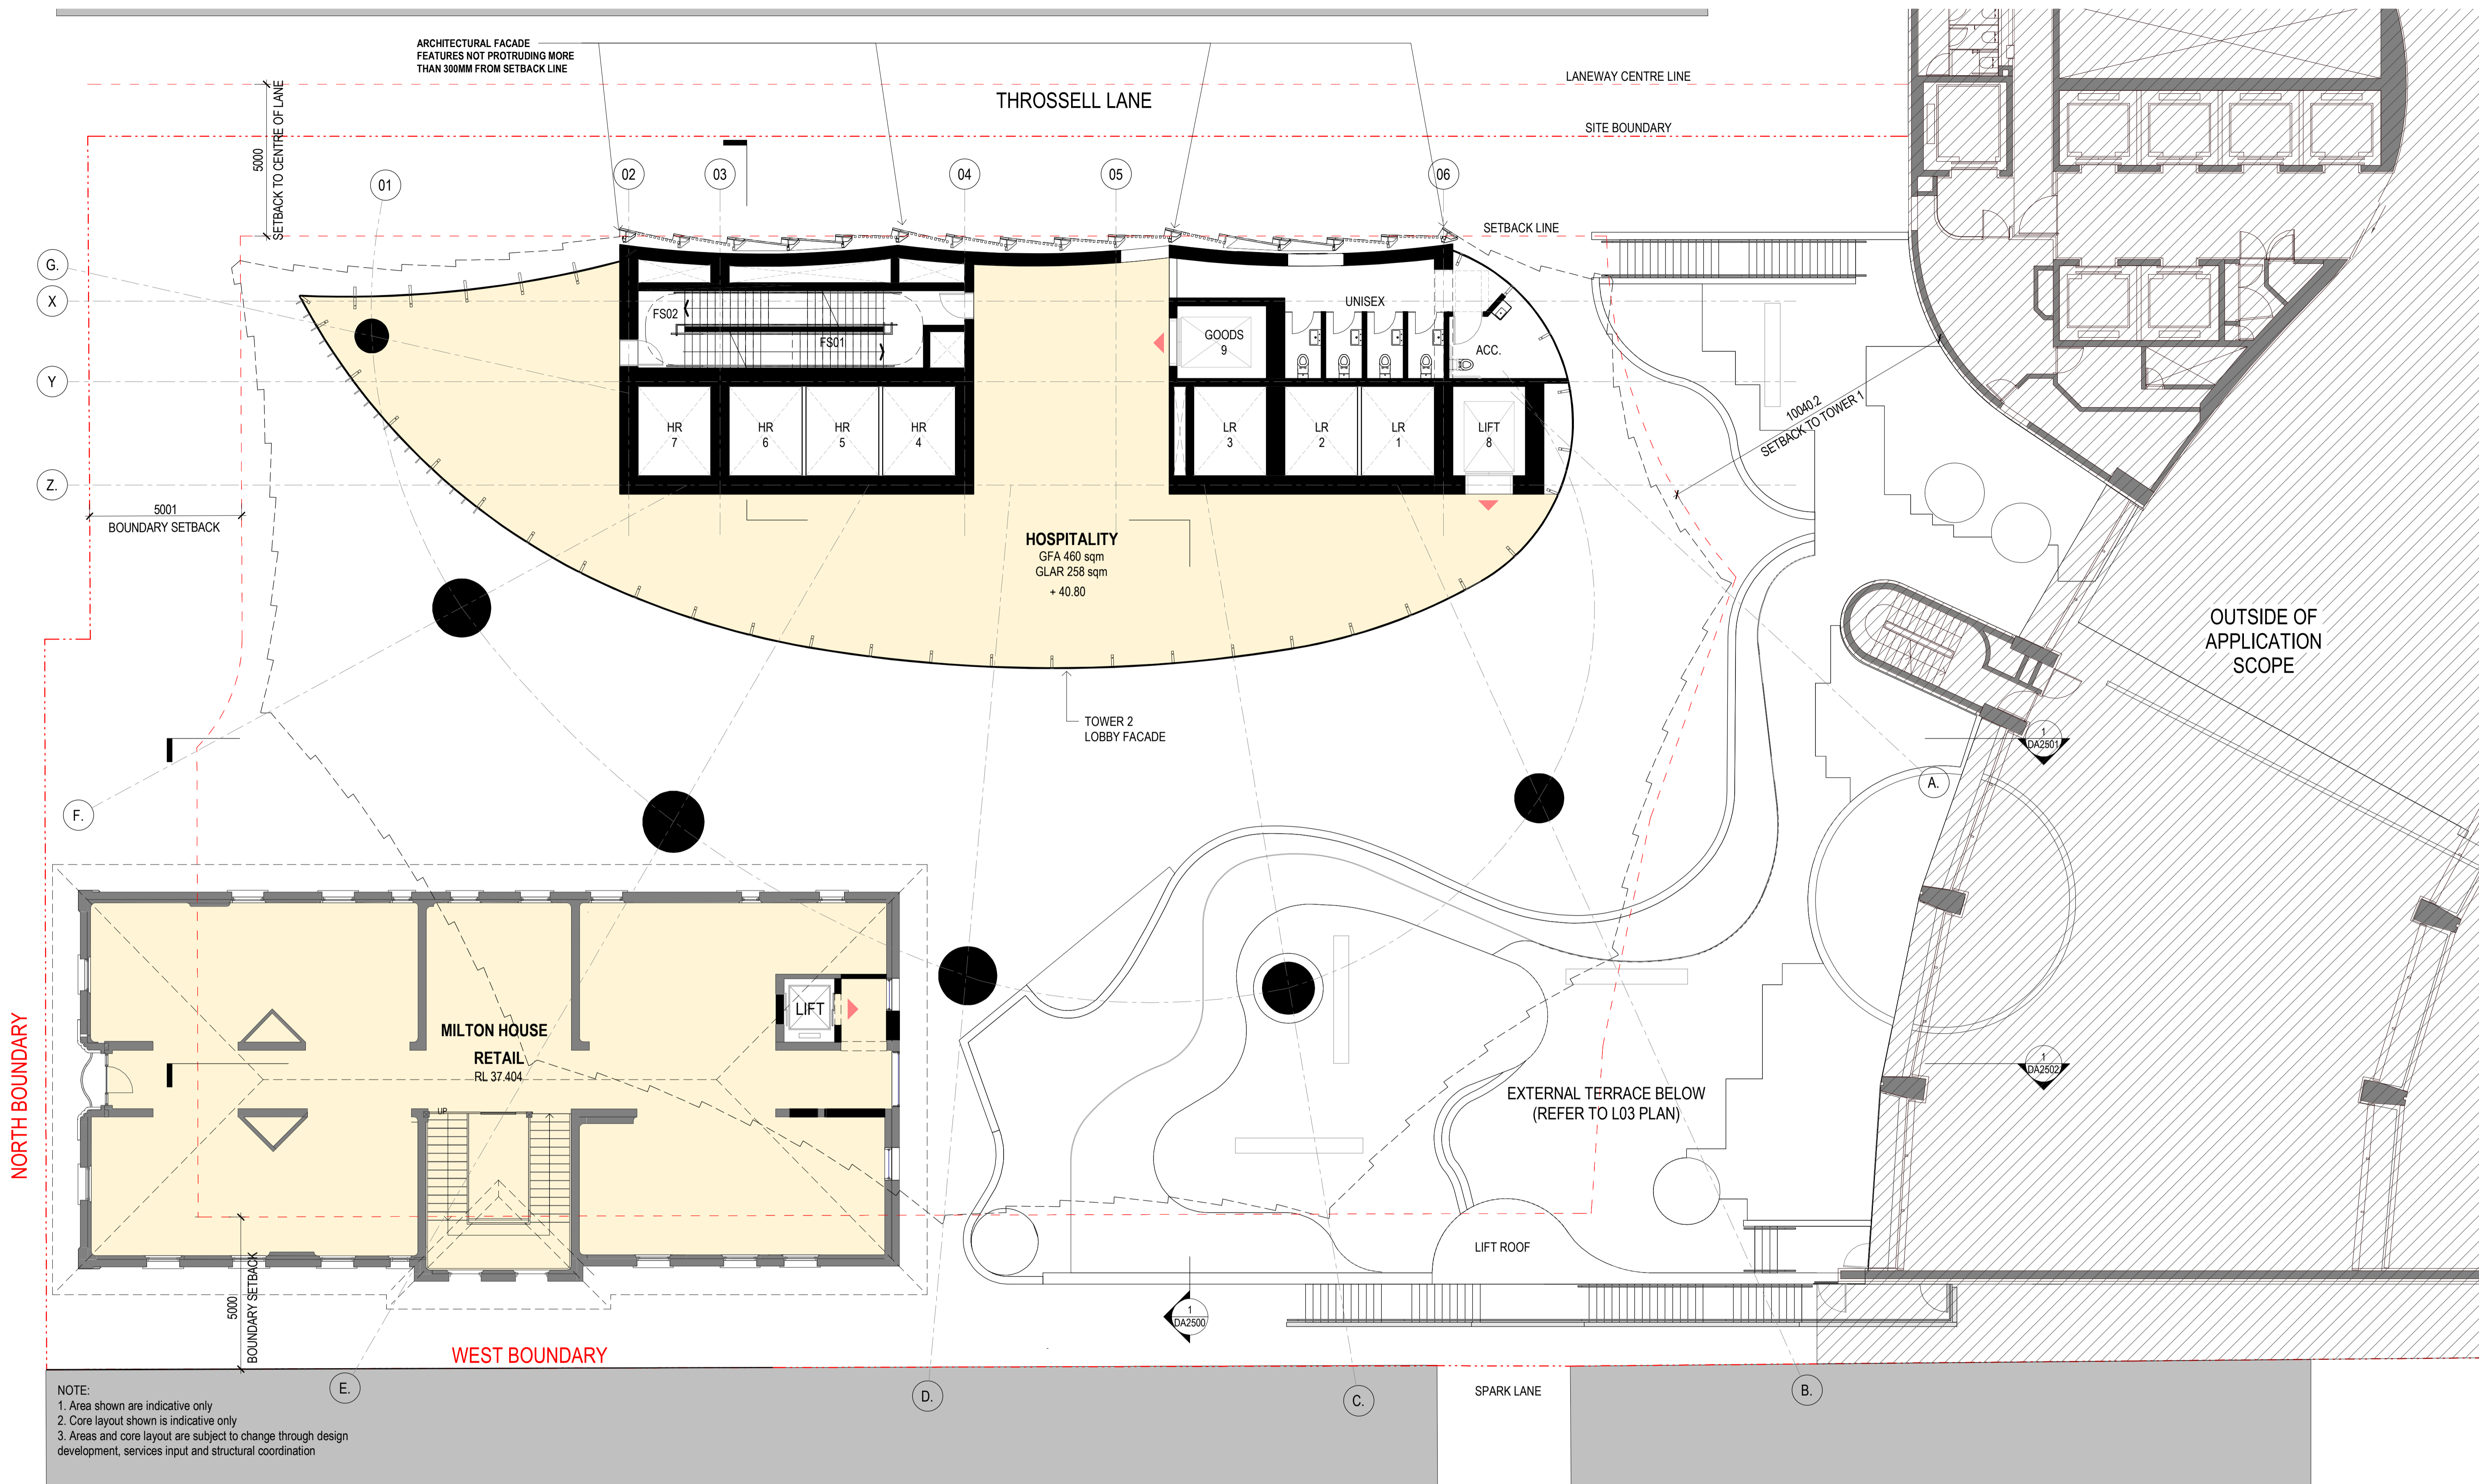 ARCHITECTURAL FACADE
FEATURES NOT PROTRUDING MORE
THAN 300MM FROM SETBACK LINE
LANEWAY CENTRE LINE
THROSSELL LANE
SITE BOUNDARY
5000
SETBACK TO CENTRE OF LANE
01
02
03
04
05
06
SETBACK LINE
G.
X
Y
Z.
FS02
FS01
UNISEX
GOODS
9
ACC.
HR
7
HR
6
HR
5
HR
4
LR
3
LR
2
LR
1
LIFT
8
10040.2
SETBACK TO TOWER 1
5001
BOUNDARY SETBACK
HOSPITALITY
GFA 460 sqm
GLAR 258 sqm
+ 40.80
OUTSIDE OF
APPLICATION
SCOPE
TOWER 2
LOBBY FACADE
1
DA2501
A.
F.
LIFT
MILTON HOUSE
RETAIL
RL 37.404
UP
NORTH BOUNDARY
1
DA2502
EXTERNAL TERRACE BELOW
(REFER TO L03 PLAN)
LIFT ROOF
5000
BOUNDARY SETBACK
1
DA2500
WEST BOUNDARY
E.
D.
C.
B.
SPARK LANE
NOTE:
1. Area shown are indicative only
2. Core layout shown is indicative only
3. Areas and core layout are subject to change through design
development, services input and structural coordination